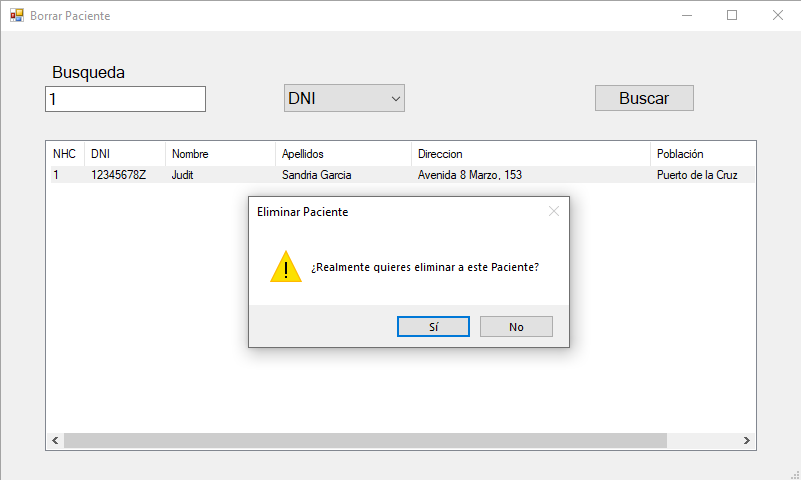 Borrar Paciente
Busqueda
1 DNI Buscar
NHC DNI Nombre Apellidos Direccion Población
1 12345678Z Judit Sandria Garcia Avenida 8 Marzo, 153 Puerto de la Cruz
Eliminar Paciente
¿Realmente quieres eliminar a este Paciente?
Sí No